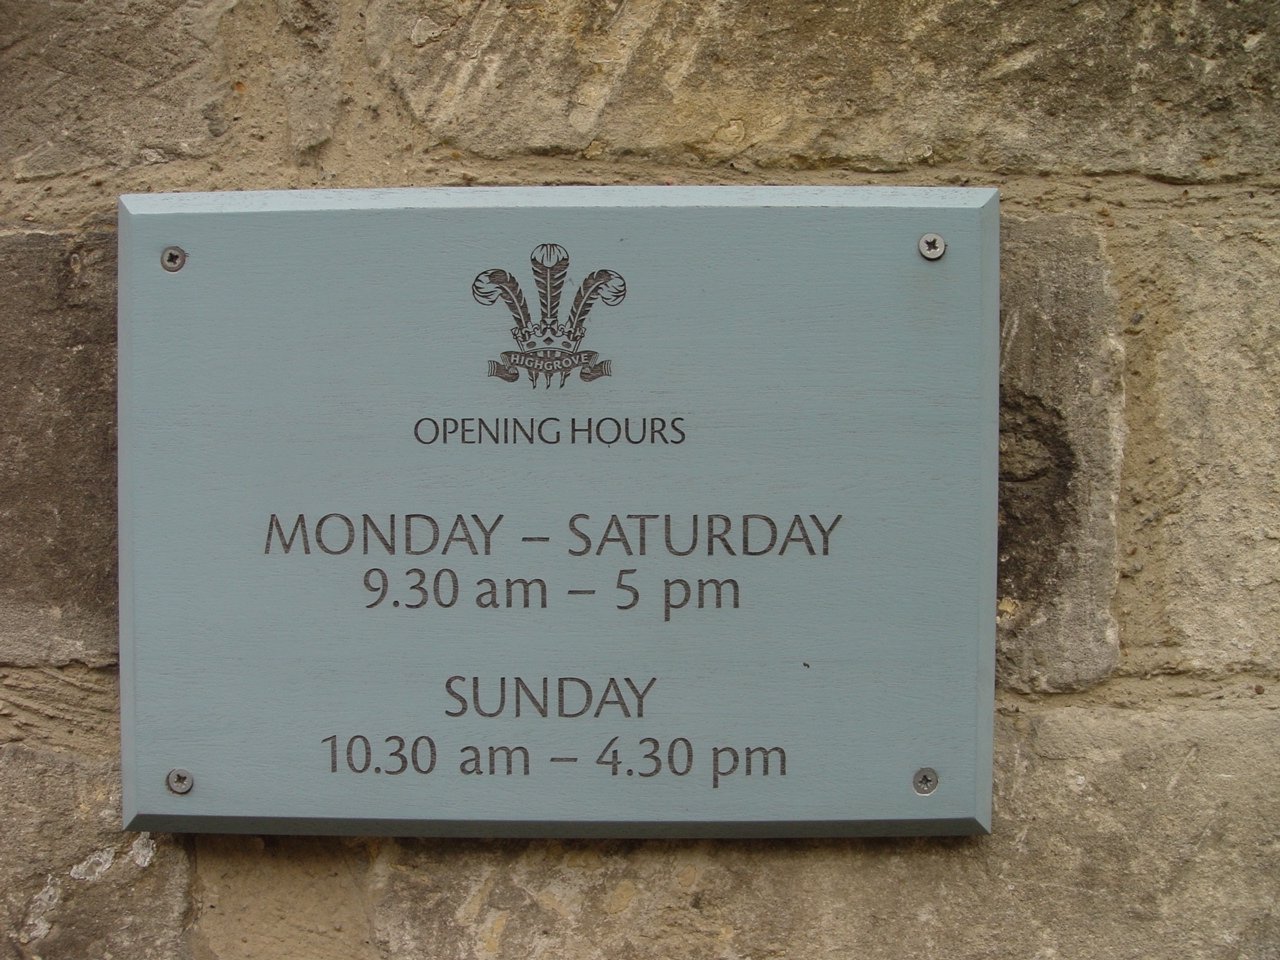 HIGHGROVE
OPENING HOURS
MONDAY – SATURDAY
9.30 am – 5 pm
SUNDAY
10.30 am – 4.30 pm